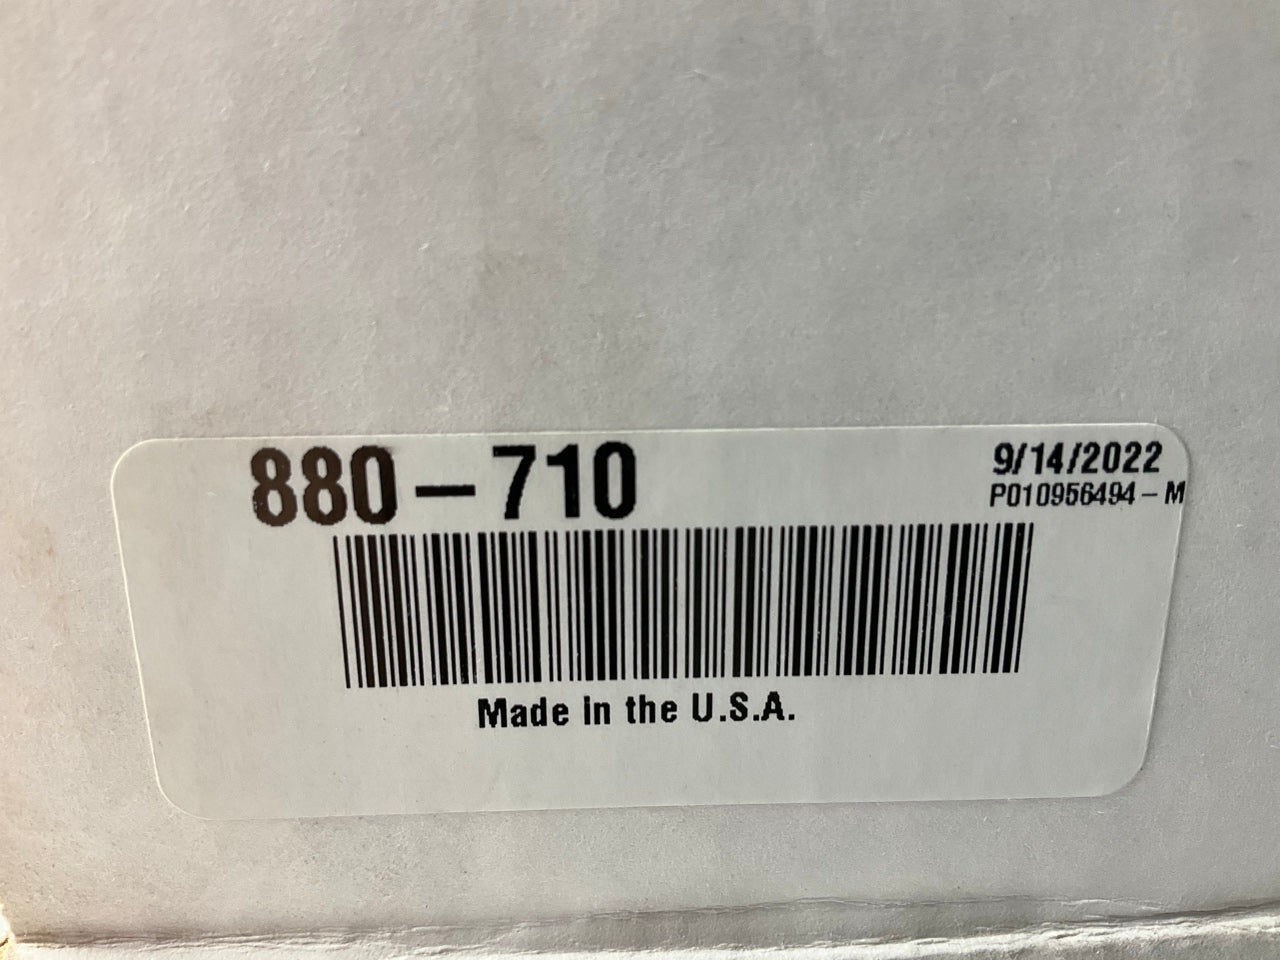 880-710
9/14/2022
P010956494-M
Made in the U.S.A.